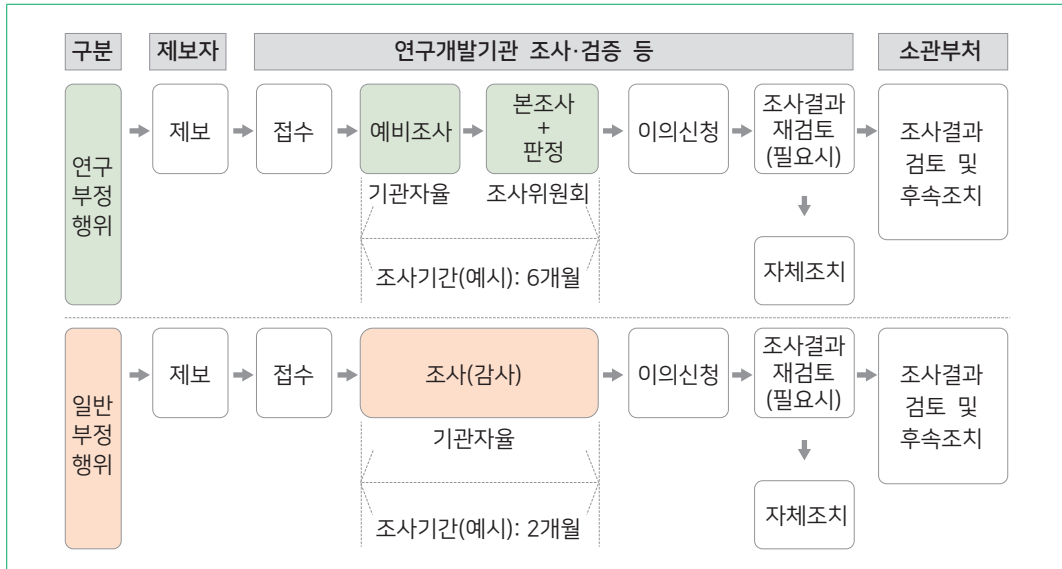 구분
제보자
연구개발기관 조사·검증 등
소관부처
연구
부정
행위
제보
접수
예비조사
본조사
+
판정
이의신청
조사결과
재검토
(필요시)
조사결과
검토 및
후속조치
기관자율
조사위원회
조사기간(예시): 6개월
자체조치
일반
부정
행위
제보
접수
조사(감사)
이의신청
조사결과
재검토
(필요시)
조사결과
검토 및
후속조치
기관자율
조사기간(예시): 2개월
자체조치